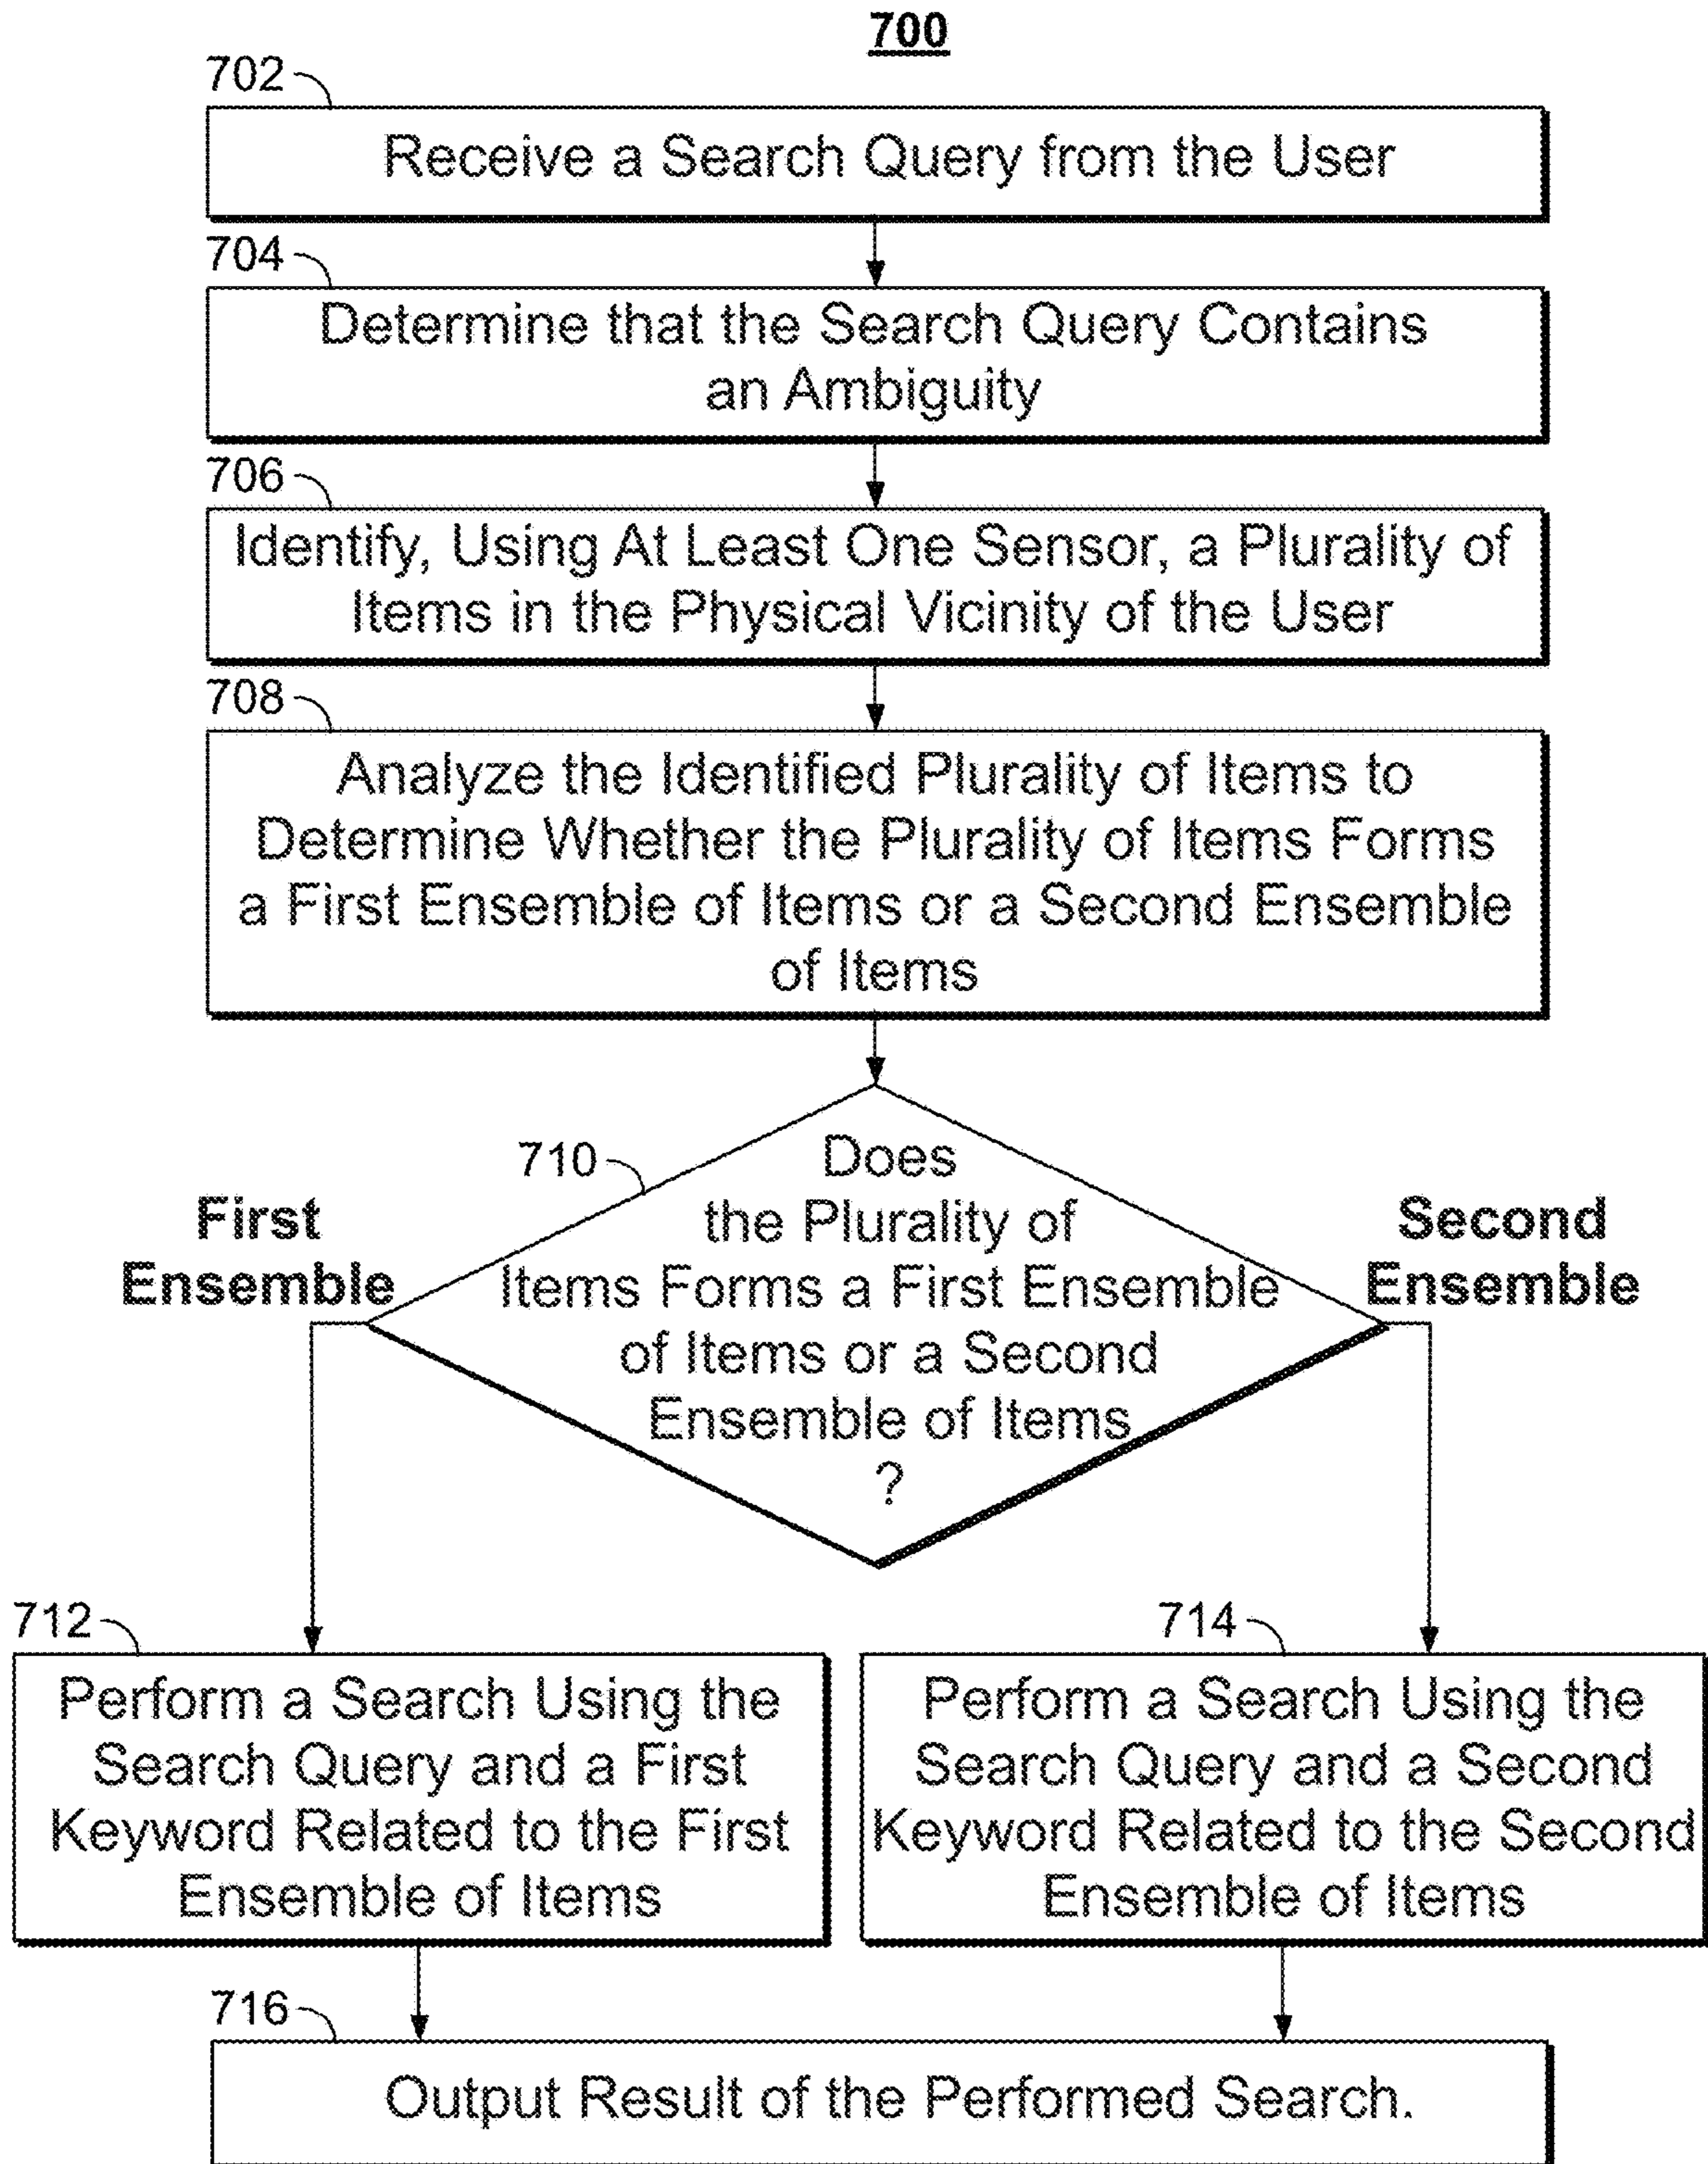 700
702
Receive a Search Query from the User
704
Determine that the Search Query Contains
an Ambiguity
706
Identify, Using At Least One Sensor, a Plurality of
Items in the Physical Vicinity of the User
708
Analyze the Identified Plurality of Items to
Determine Whether the Plurality of Items Forms
a First Ensemble of Items or a Second Ensemble
of Items
710
Does
the Plurality of
Items Forms a First Ensemble
of Items or a Second
Ensemble of Items
?
First
Ensemble
Second
Ensemble
712
Perform a Search Using the
Search Query and a First
Keyword Related to the First
Ensemble of Items
714
Perform a Search Using the
Search Query and a Second
Keyword Related to the Second
Ensemble of Items
716
Output Result of the Performed Search.